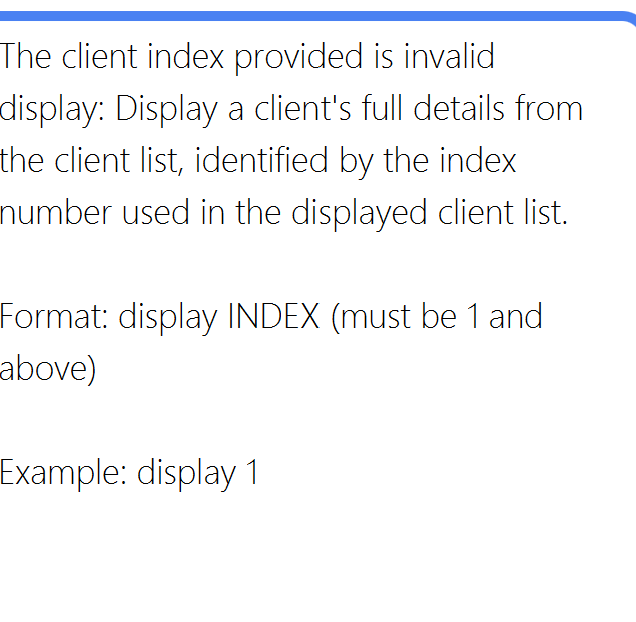 The client index provided is invalid
display: Display a client's full details from
the client list, identified by the index
number used in the displayed client list.
Format: display INDEX (must be 1 and
above)
Example: display 1